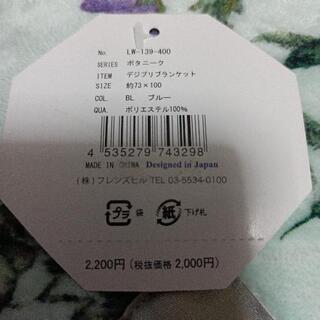 No. LW-139-400
SERIES ボタニーク
ITEM デジプリブランケット
SIZE 約73×100
COL. BL ブルー
QUA. ポリエステル100%
4 535279 743298
MADE IN CHINA Designed in Japan
(株)フレンズヒル TEL 03-5534-0100
プラ 袋 紙 下げ札
2,200円(税抜価格 2,000円)